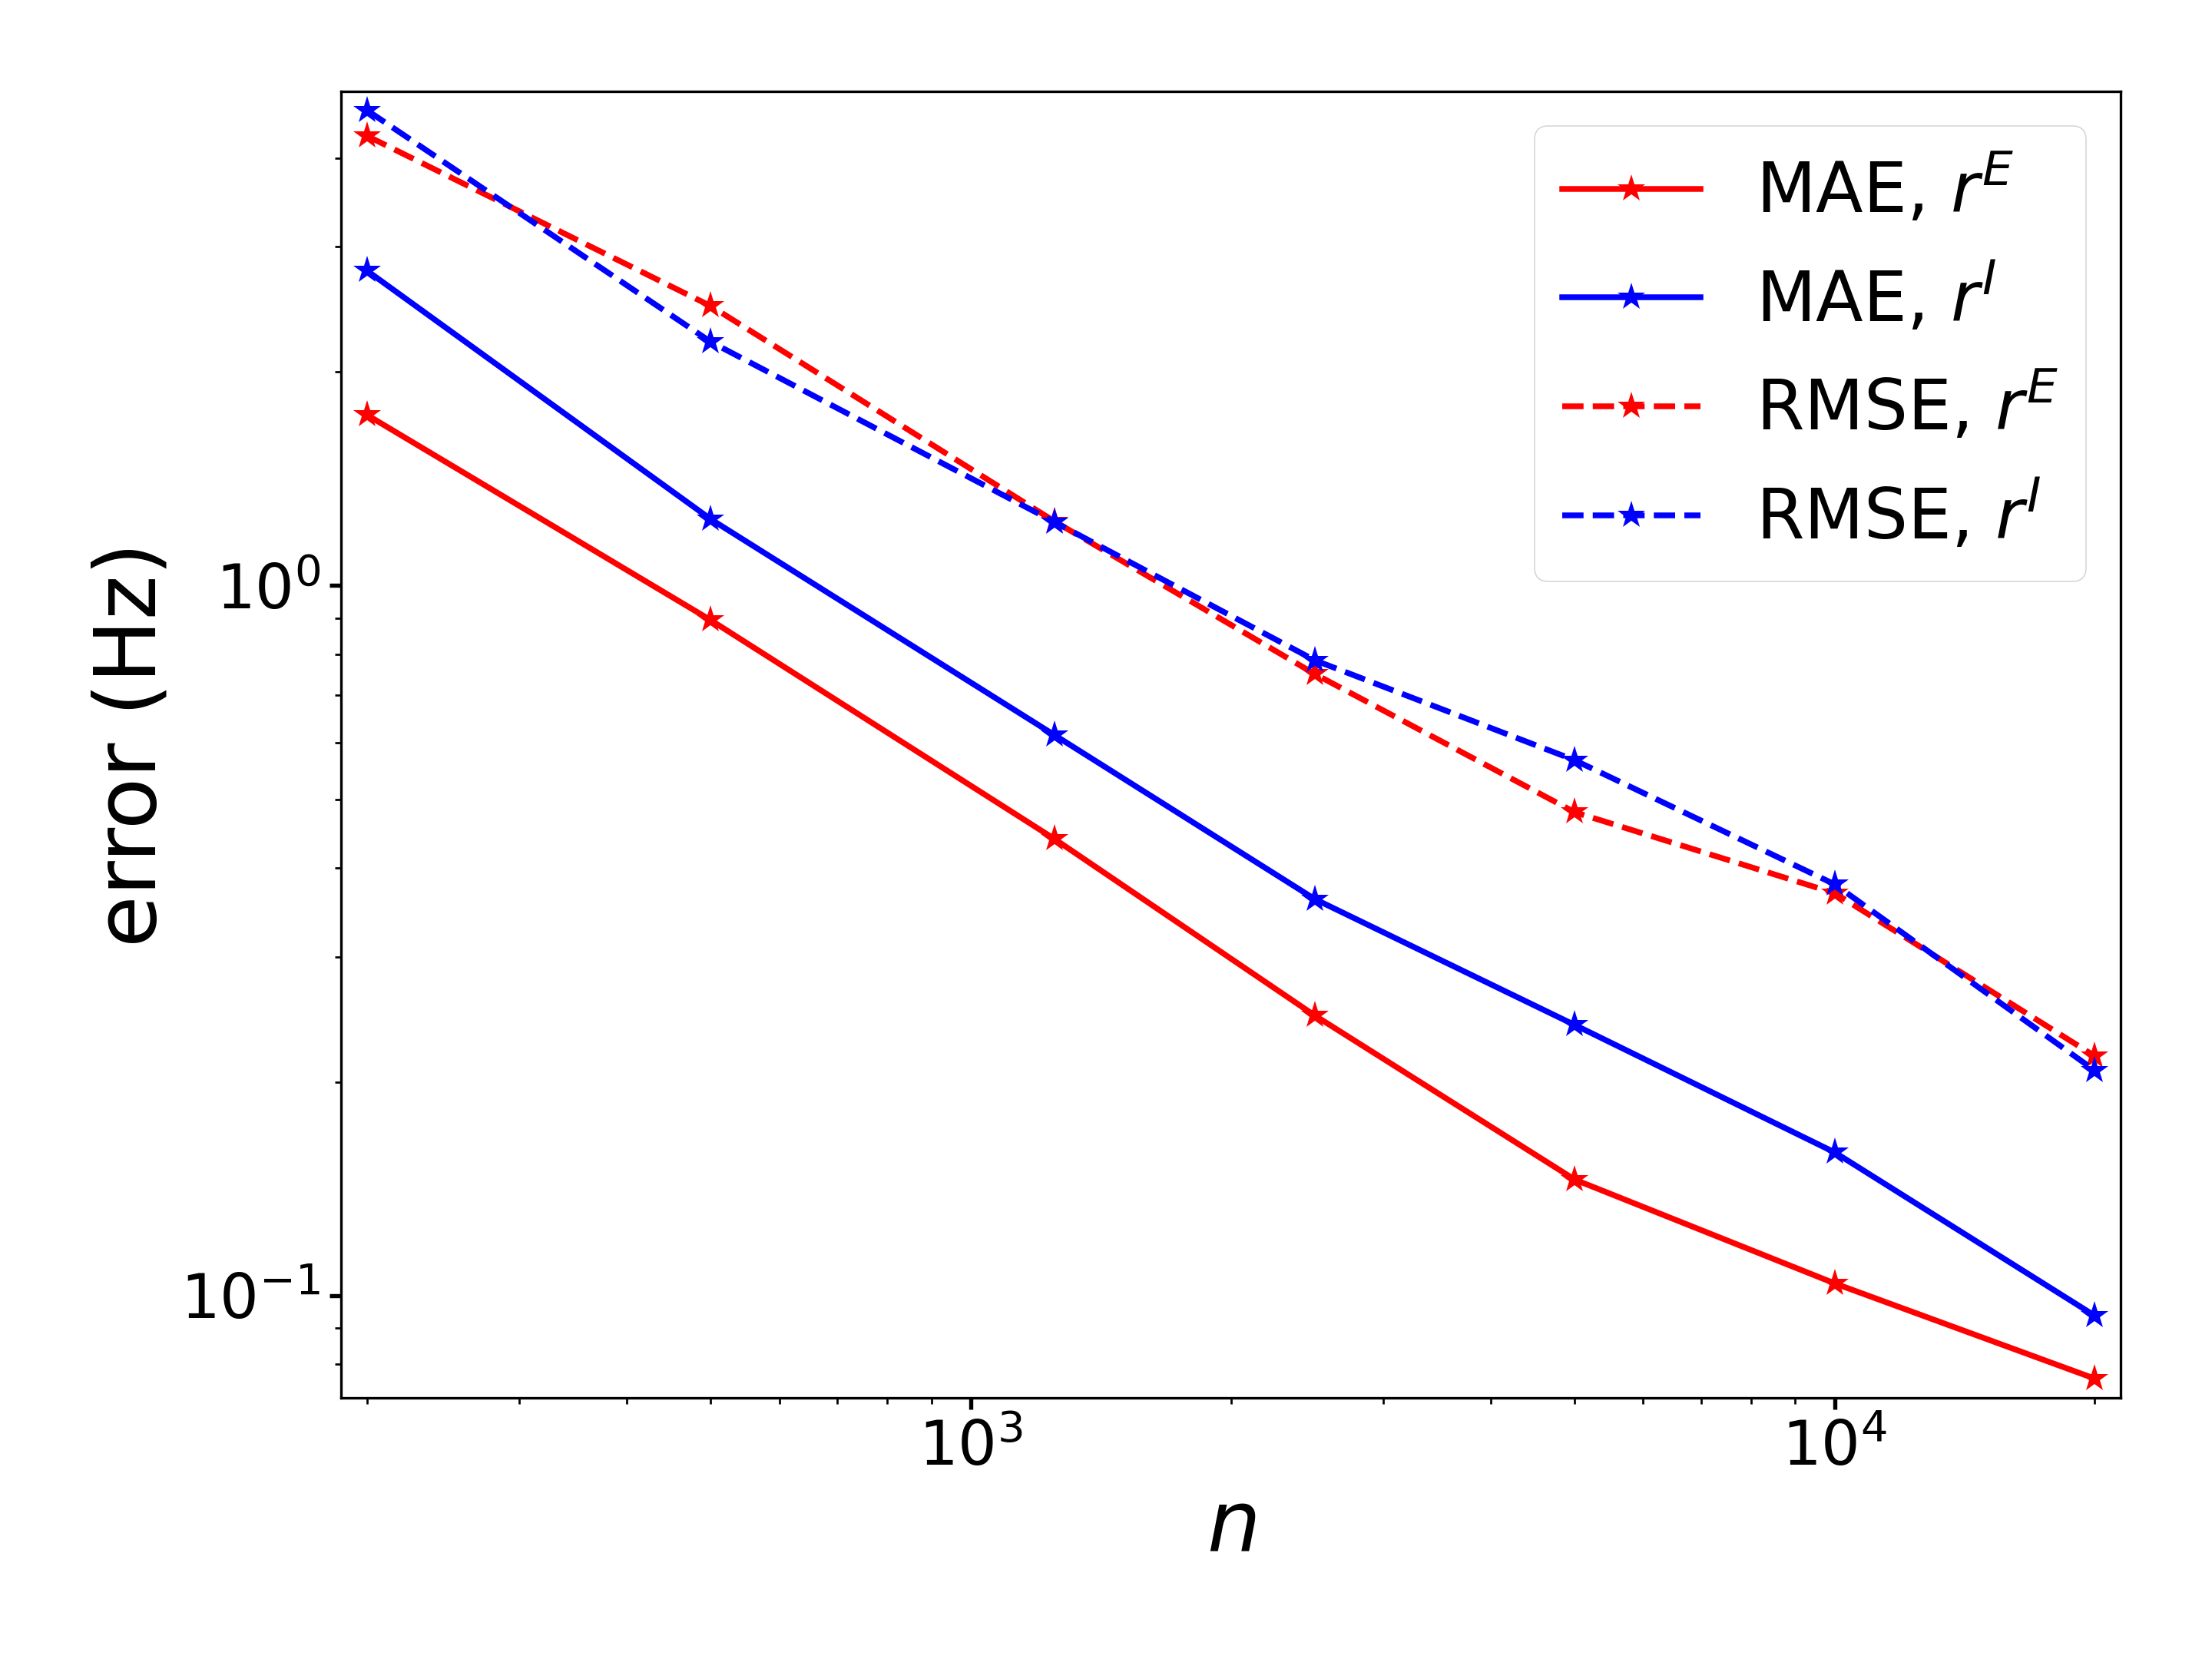 MAE, r^E
MAE, r^I
RMSE, r^E
RMSE, r^I
error (Hz)
10^0
10^−1
10^3
10^4
n